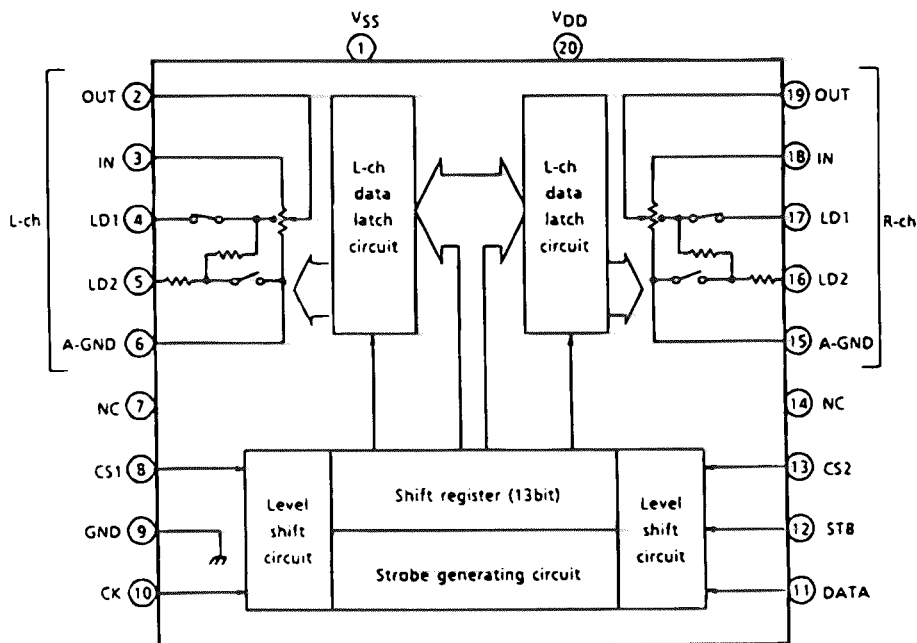 VSS
VDD
1
20
OUT 2
19 OUT
IN 3
18 IN
L-ch
LD1 4
17 LD1
R-ch
LD2 5
16 LD2
A-GND 6
15 A-GND
L-ch
data
latch
circuit
L-ch
data
latch
circuit
NC 7
14 NC
CS1 8
13 CS2
GND 9
12 STB
CK 10
11 DATA
Level
shift
circuit
Shift register (13bit)
Strobe generating circuit
Level
shift
circuit